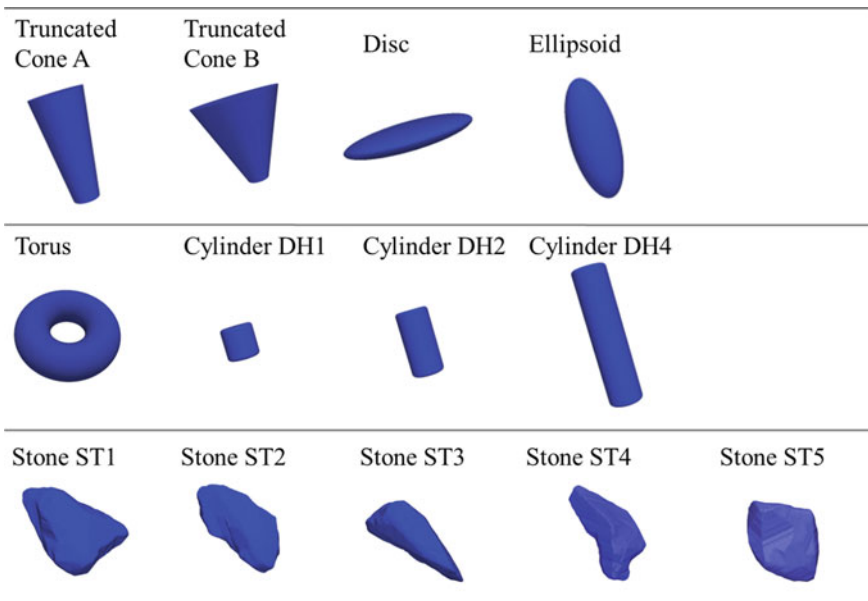 Truncated
Cone A
Truncated
Cone B
Disc
Ellipsoid
Torus
Cylinder DH1
Cylinder DH2
Cylinder DH4
Stone ST1
Stone ST2
Stone ST3
Stone ST4
Stone ST5